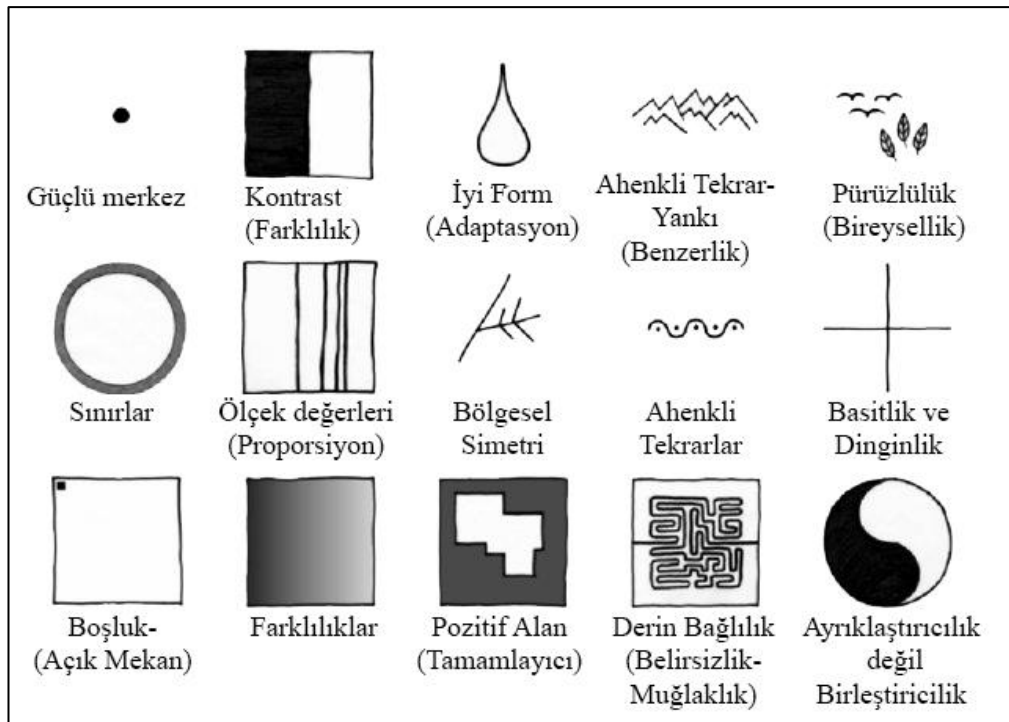 Güçlü merkez
Kontrast
(Farklılık)
İyi Form
(Adaptasyon)
Ahenkli Tekrar-
Yankı
(Benzerlik)
Pürüzlülük
(Bireysellik)
Sınırlar
Ölçek değerleri
(Proporsiyon)
Bölgesel
Simetri
Ahenkli
Tekrarlar
Basitlik ve
Dinginlik
Boşluk-
(Açık Mekan)
Farklılıklar
Pozitif Alan
(Tamamlayıcı)
Derin Bağlılık
(Belirsizlik-
Muğlaklık)
Ayrıklaştırıcılık
değil
Birleştiricilik